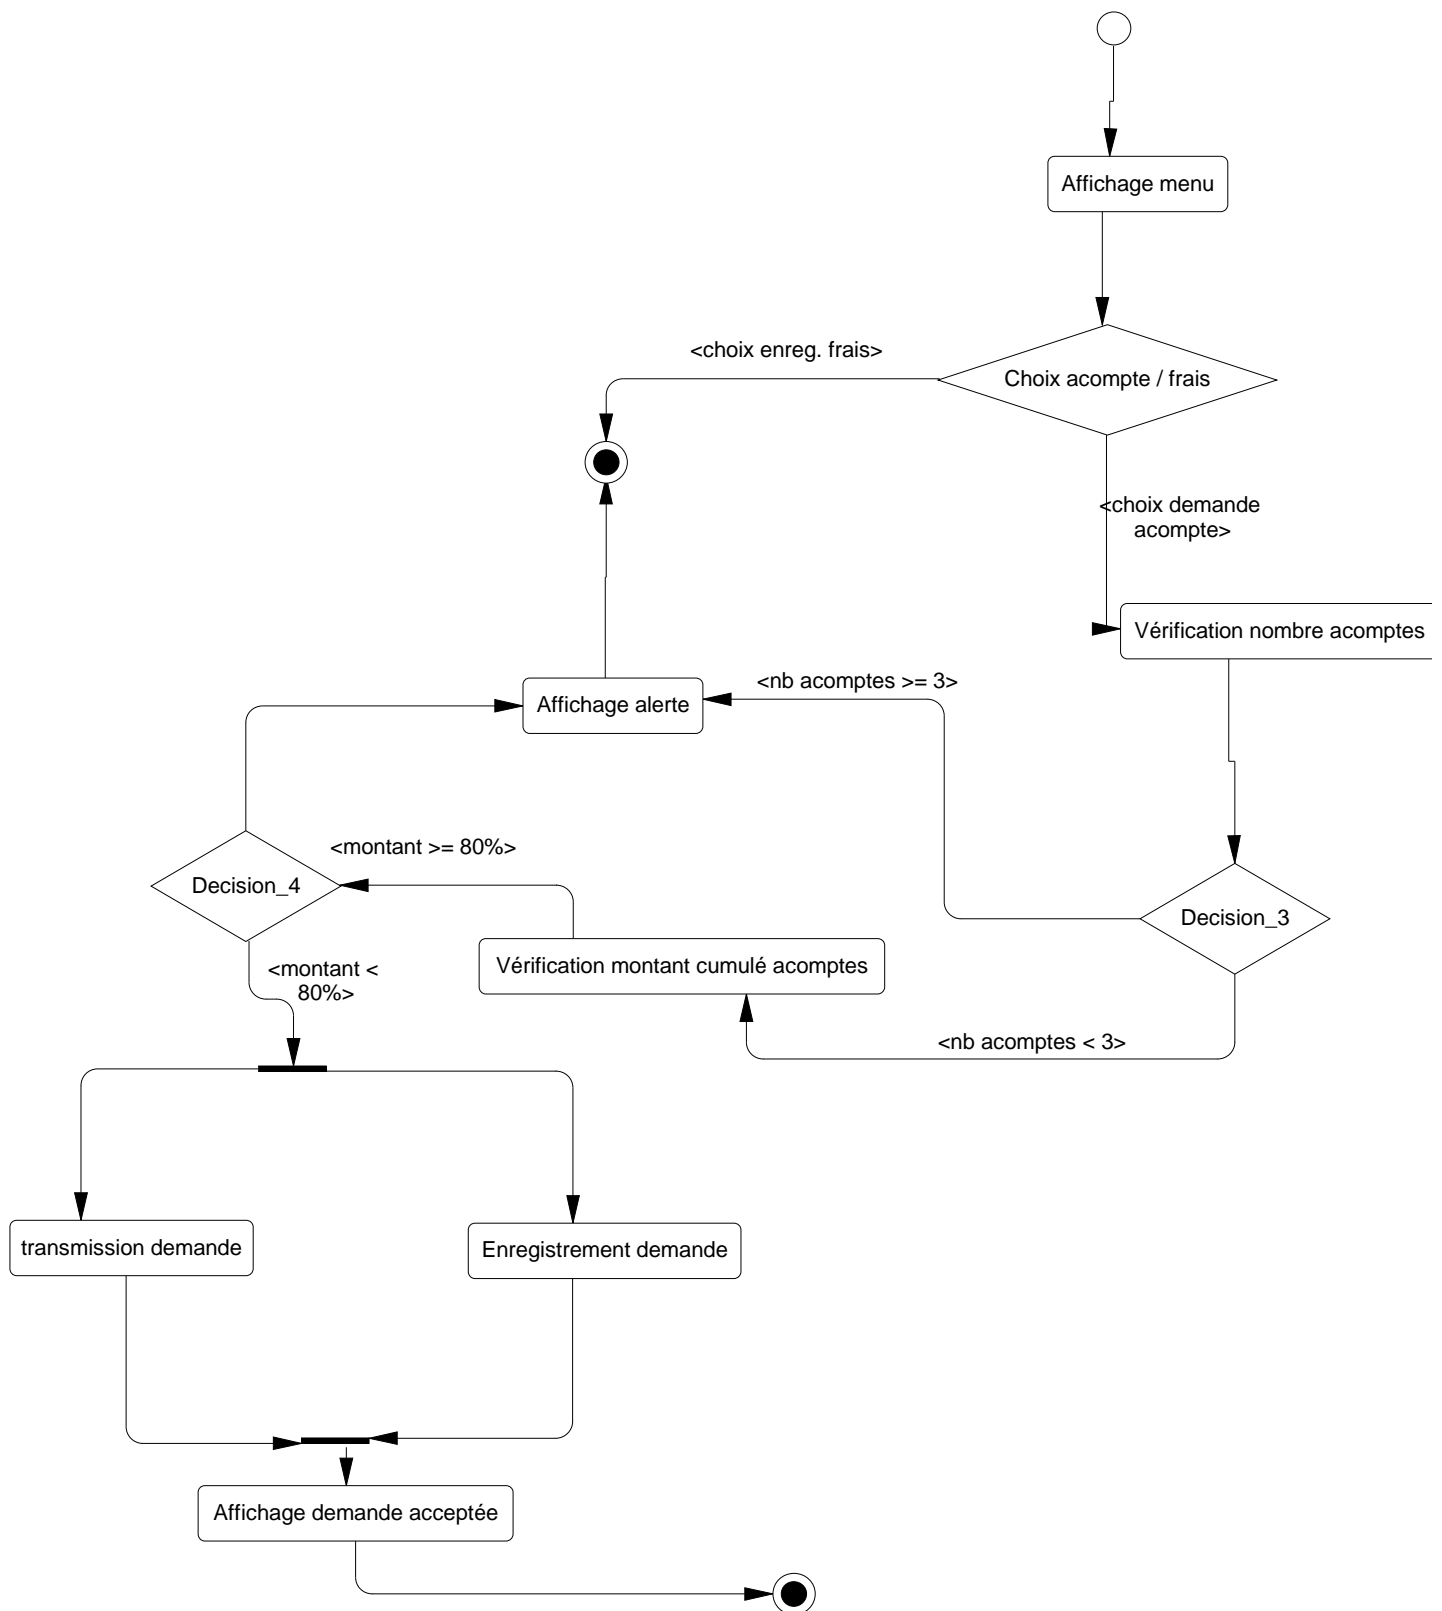 Affichage menu
<choix enreg. frais>
Choix acompte / frais
<choix demande
acompte>
Vérification nombre acomptes
<nb acomptes >= 3>
Affichage alerte
<montant >= 80%>
Decision_4
Decision_3
Vérification montant cumulé acomptes
<montant <
80%>
<nb acomptes < 3>
transmission demande
Enregistrement demande
Affichage demande acceptée